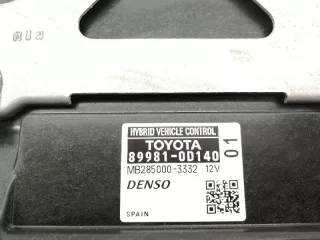 HYBRID VEHICLE CONTROL
TOYOTA
89981-0D140
01
MB285000-3332 12V
DENSO
SPAIN